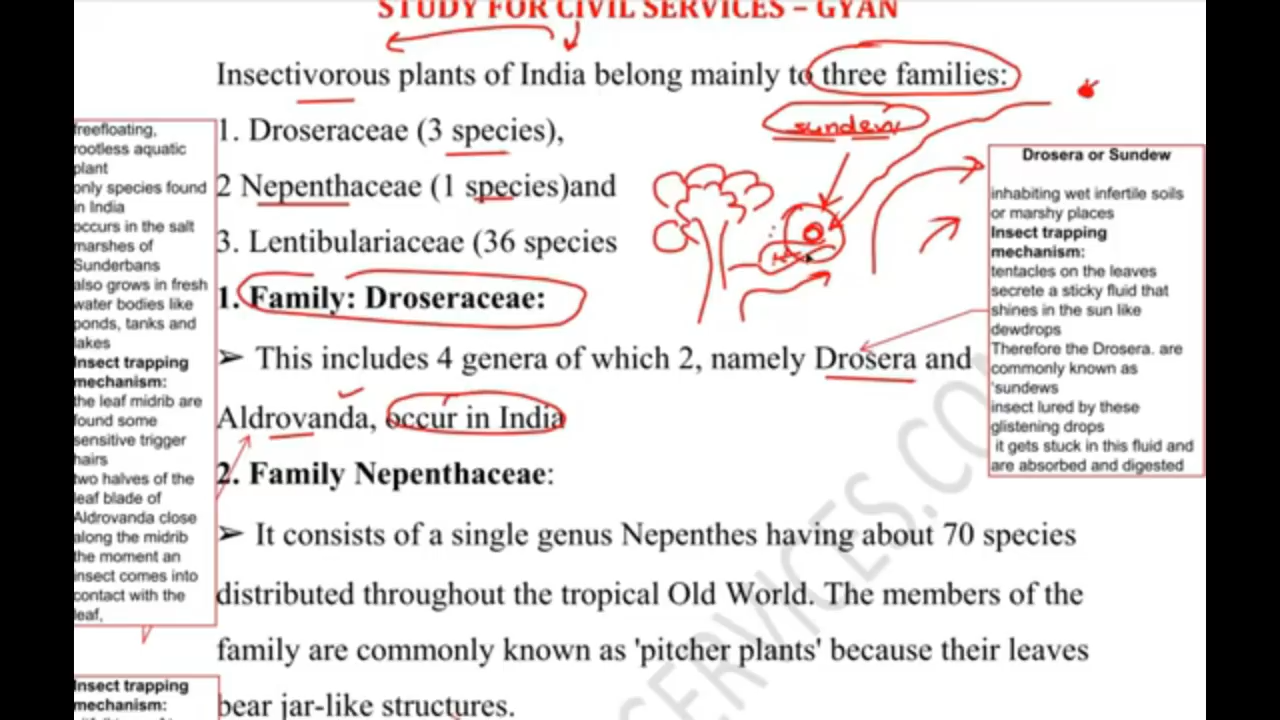 STUDY FOR CIVIL SERVICES – GYAN
Insectivorous plants of India belong mainly to three families:
1. Droseraceae (3 species),
2 Nepenthaceae (1 species)and
3. Lentibulariaceae (36 species
1. Family: Droseraceae:
➢ This includes 4 genera of which 2, namely Drosera and
Aldrovanda, occur in India
2. Family Nepenthaceae:
➢ It consists of a single genus Nepenthes having about 70 species
distributed throughout the tropical Old World. The members of the
family are commonly known as 'pitcher plants' because their leaves
bear jar-like structures.
freefloating,
rootless aquatic
plant
only species found
in India
occurs in the salt
marshes of
Sunderbans
also grows in fresh
water bodies like
ponds, tanks and
lakes
Insect trapping
mechanism:
the leaf midrib are
found some
sensitive trigger
hairs
two halves of the
leaf blade of
Aldrovanda close
along the midrib
the moment an
insect comes into
contact with the
leaf,
Insect trapping
mechanism:
sundew
Drosera or Sundew
inhabiting wet infertile soils
or marshy places
Insect trapping
mechanism:
tentacles on the leaves
secrete a sticky fluid that
shines in the sun like
dewdrops
Therefore the Drosera. are
commonly known as
'sundews
insect lured by these
glistening drops
it gets stuck in this fluid and
are absorbed and digested
SERVICES.CO